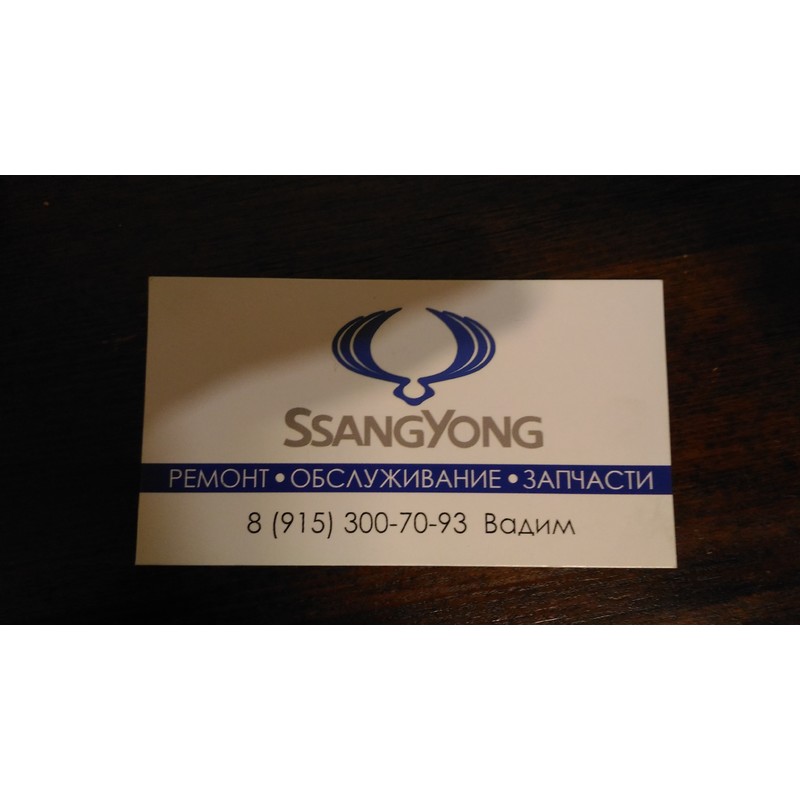 SSANGYONG
РЕМОНТ • ОБСЛУЖИВАНИЕ • ЗАПЧАСТИ
8 (915) 300-70-93 Вадим